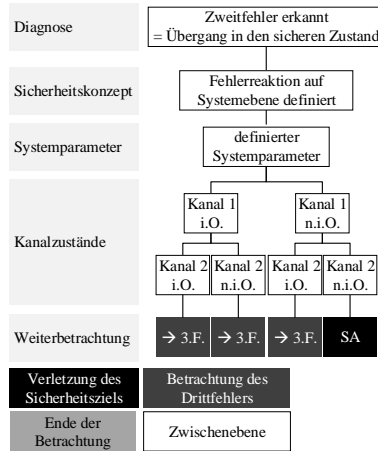 Diagnose
Zweitfehler erkannt
= Übergang in den sicheren Zustand
Sicherheitskonzept
Fehlerreaktion auf
Systemebene definiert
Systemparameter
definierter
Systemparameter
Kanalzustände
Kanal 1
i.O.
Kanal 1
n.i.O.
Kanal 2
i.O.
Kanal 2
n.i.O.
Kanal 2
i.O.
Kanal 2
n.i.O.
Weiterbetrachtung
→ 3.F.
→ 3.F.
→ 3.F.
SA
Verletzung des
Sicherheitsziels
Betrachtung des
Drittfehlers
Ende der
Betrachtung
Zwischenebene